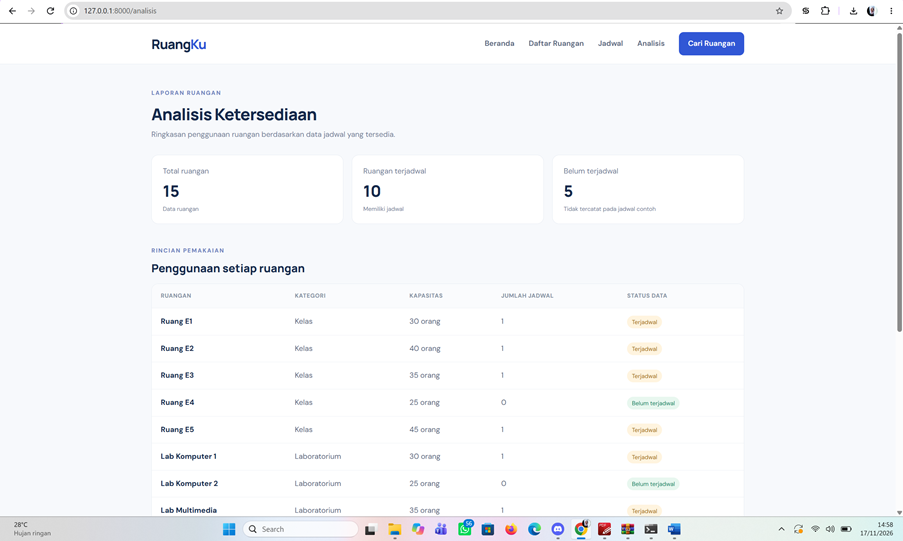 127.0.0.1:8000/analisis
RuangKu
Beranda Daftar Ruangan Jadwal Analisis Cari Ruangan
LAPORAN RUANGAN
Analisis Ketersediaan
Ringkasan penggunaan ruangan berdasarkan data jadwal yang tersedia.
Total ruangan
15
Data ruangan
Ruangan terjadwal
10
Memiliki jadwal
Belum terjadwal
5
Tidak tercatat pada jadwal contoh
RINCIAN PEMAKAIAN
Penggunaan setiap ruangan
RUANGAN KATEGORI KAPASITAS JUMLAH JADWAL STATUS DATA
Ruang E1 Kelas 30 orang 1 Terjadwal
Ruang E2 Kelas 40 orang 1 Terjadwal
Ruang E3 Kelas 35 orang 1 Terjadwal
Ruang E4 Kelas 25 orang 0 Belum terjadwal
Ruang E5 Kelas 45 orang 1 Terjadwal
Lab Komputer 1 Laboratorium 30 orang 1 Terjadwal
Lab Komputer 2 Laboratorium 25 orang 0 Belum terjadwal
Lab Multimedia Laboratorium 35 orang 1 Terjadwal
28°C
Hujan ringan
Search
56
14:58
17/11/2026